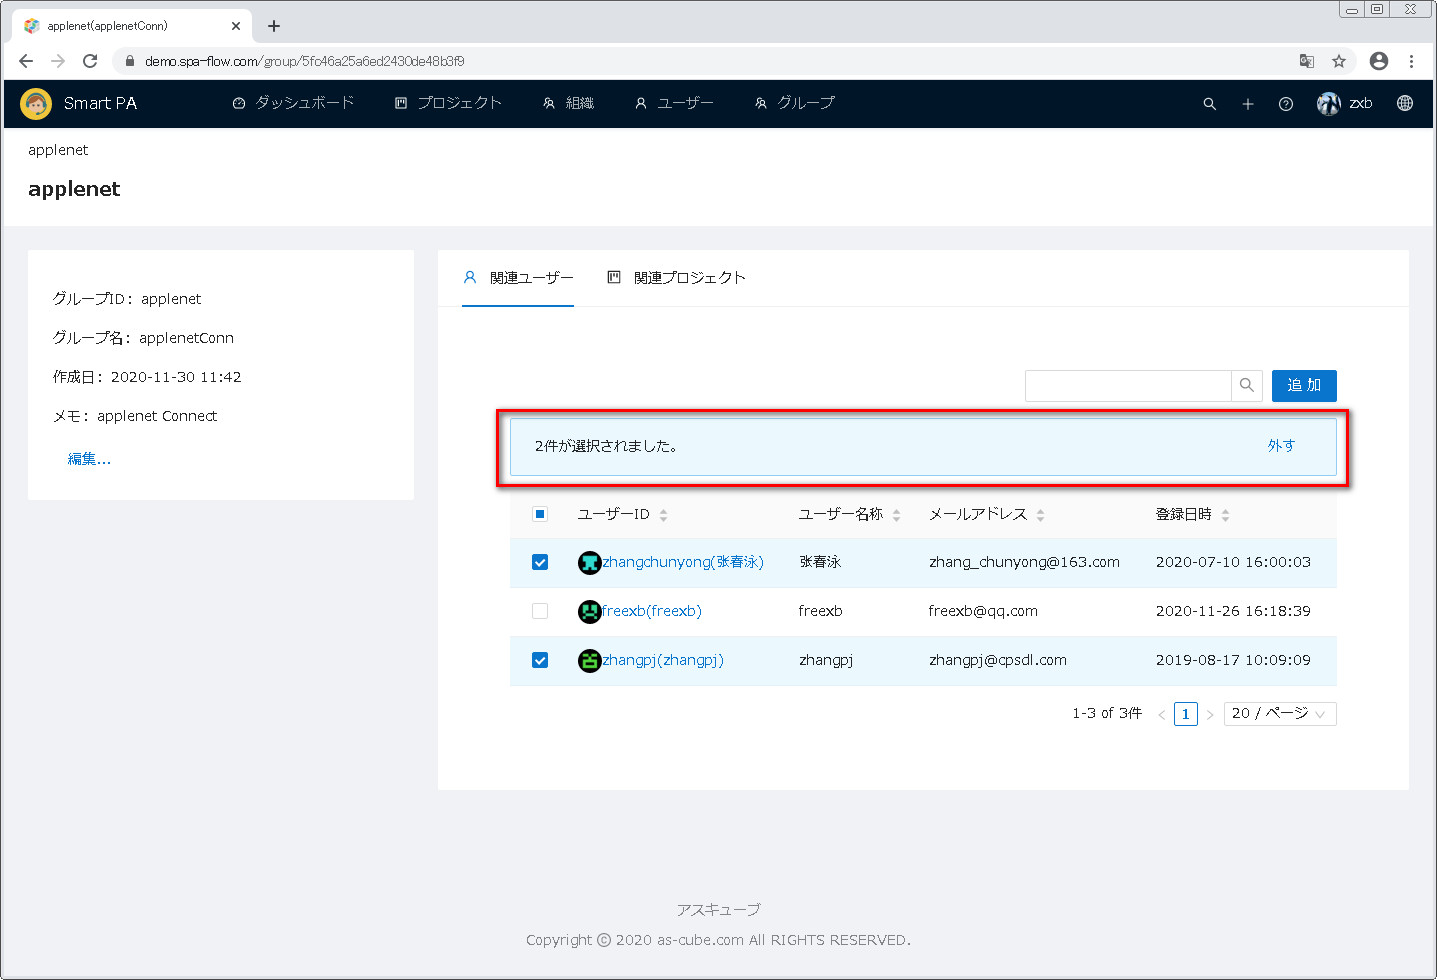 applenet(applenetConn)
demo.spa-flow.com/group/5fc46a25a6ed2430de48b3f9
Smart PA ダッシュボード プロジェクト 組織 ユーザー グループ zxb
applenet
applenet
グループID: applenet
グループ名: applenetConn
作成日: 2020-11-30 11:42
メモ: applenet Connect
編集...
関連ユーザー 関連プロジェクト
追 加
2件が選択されました。 外す
ユーザーID ユーザー名称 メールアドレス 登録日時
zhangchunyong(张春泳) 张春泳 zhang_chunyong@163.com 2020-07-10 16:00:03
freexb(freexb) freexb freexb@qq.com 2020-11-26 16:18:39
zhangpj(zhangpj) zhangpj zhangpj@cpsdl.com 2019-08-17 10:09:09
1-3 of 3件 < 1 > 20 / ページ
アスキューブ
Copyright © 2020 as-cube.com All RIGHTS RESERVED.